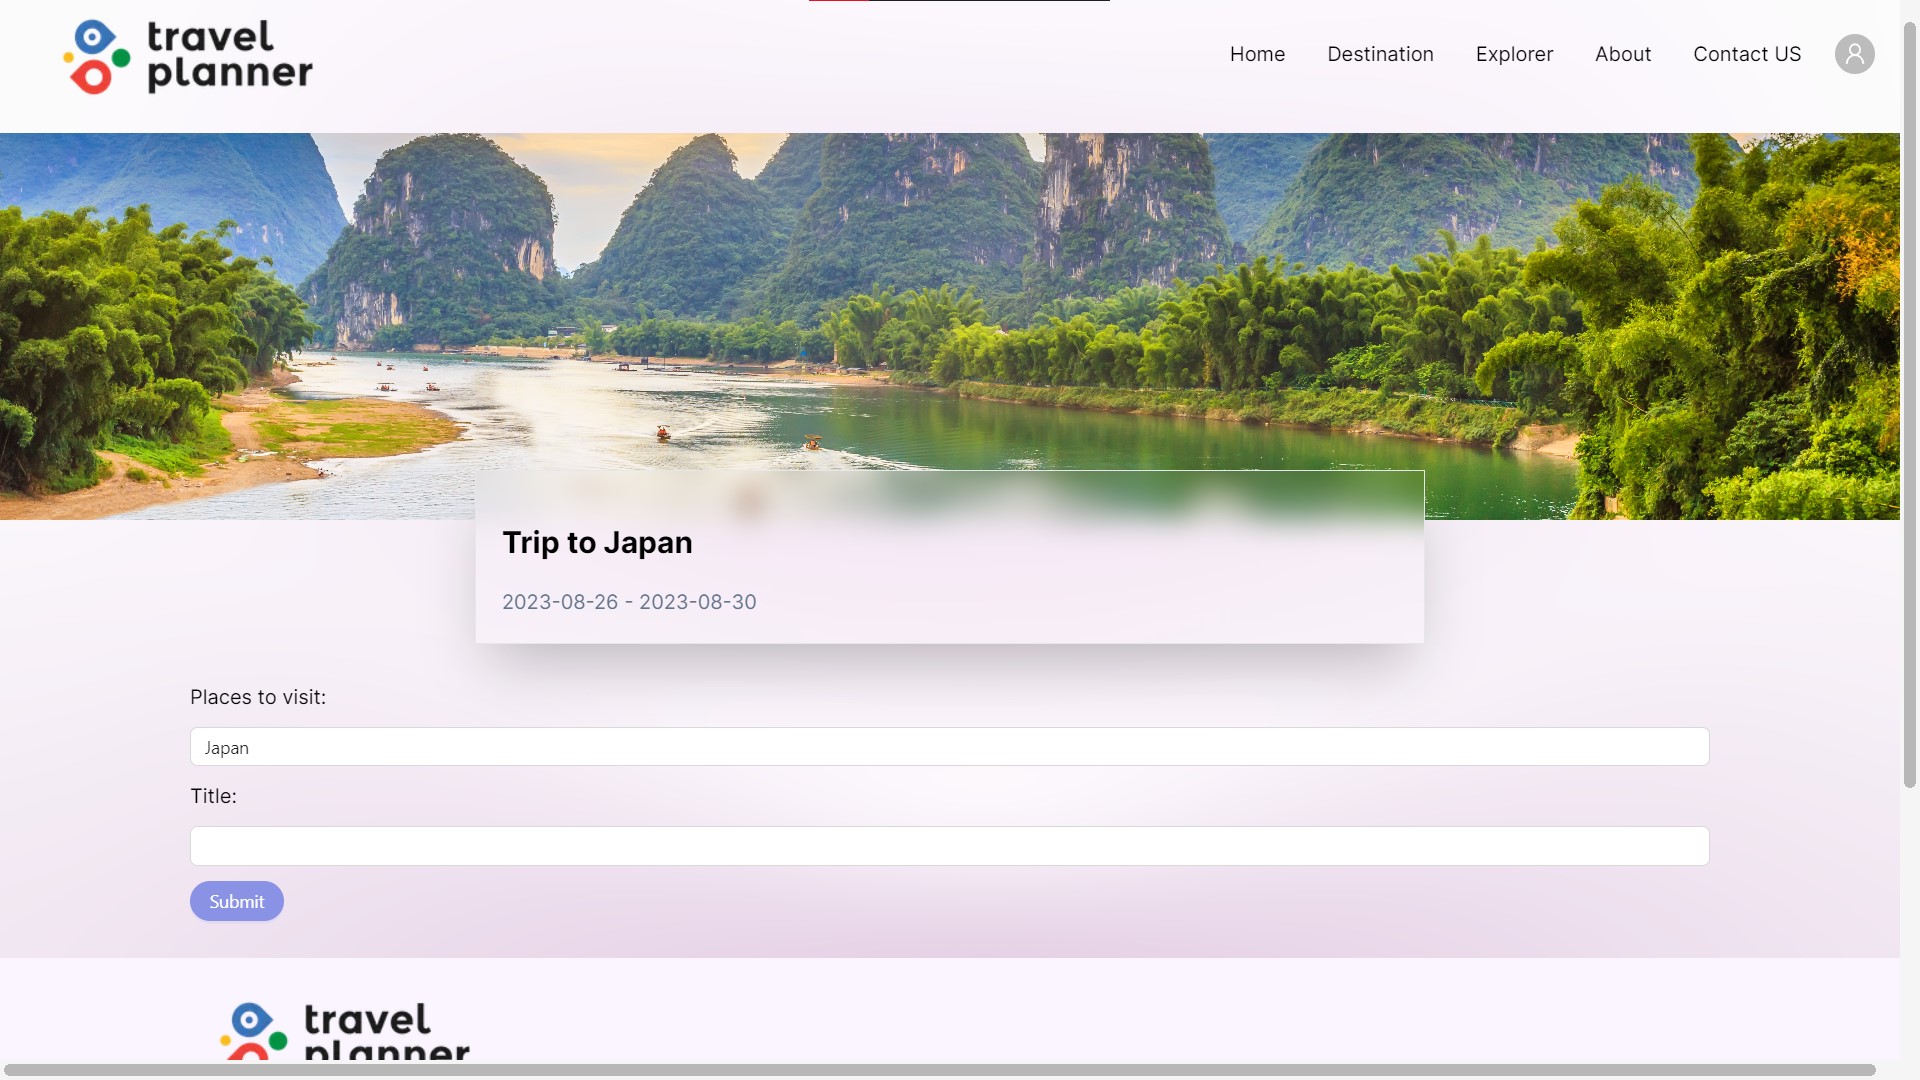 travel
planner
Home Destination Explorer About Contact US
Trip to Japan
2023-08-26 - 2023-08-30
Places to visit:
Japan
Title:
Submit
travel
planner